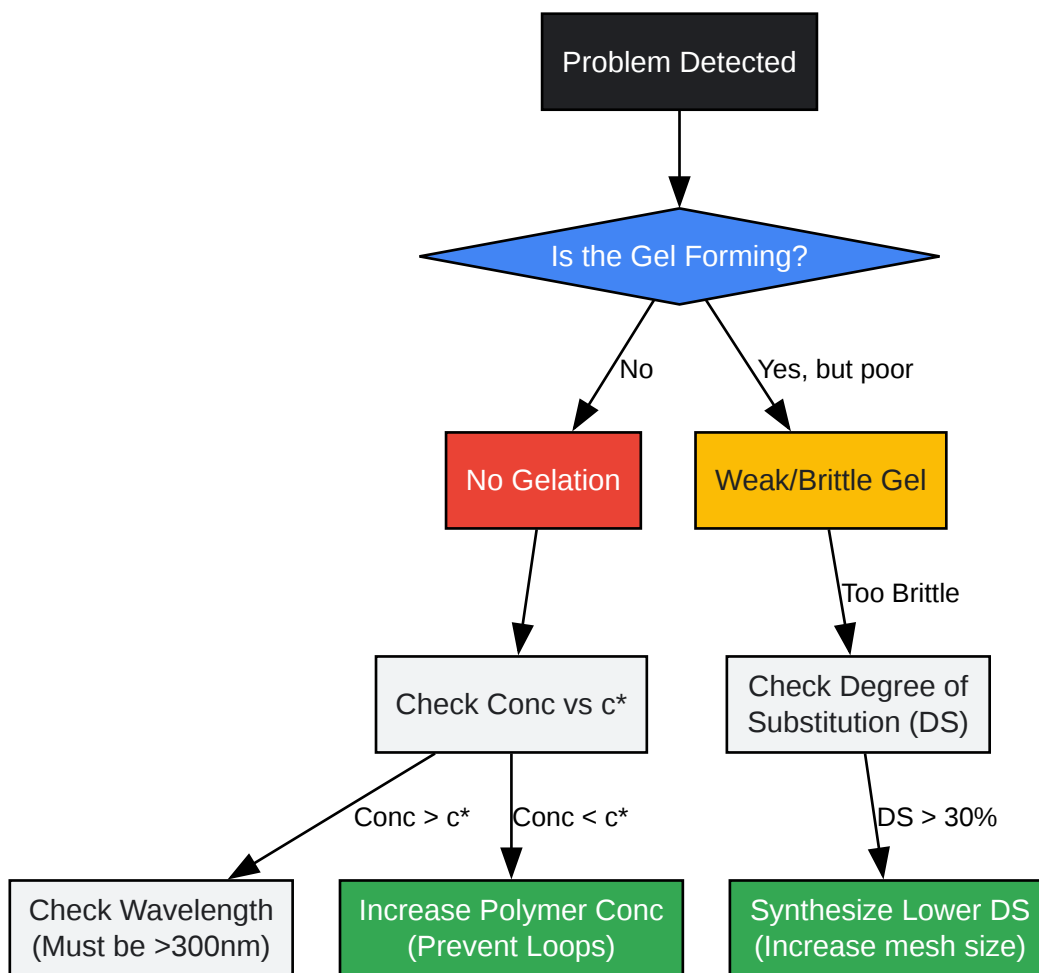 Problem Detected
Is the Gel Forming?
No
Yes, but poor
No Gelation
Weak/Brittle Gel
Too Brittle
Check Conc vs c*
Check Degree of
Substitution (DS)
Conc > c*
Conc < c*
DS > 30%
Check Wavelength
(Must be >300nm)
Increase Polymer Conc
(Prevent Loops)
Synthesize Lower DS
(Increase mesh size)